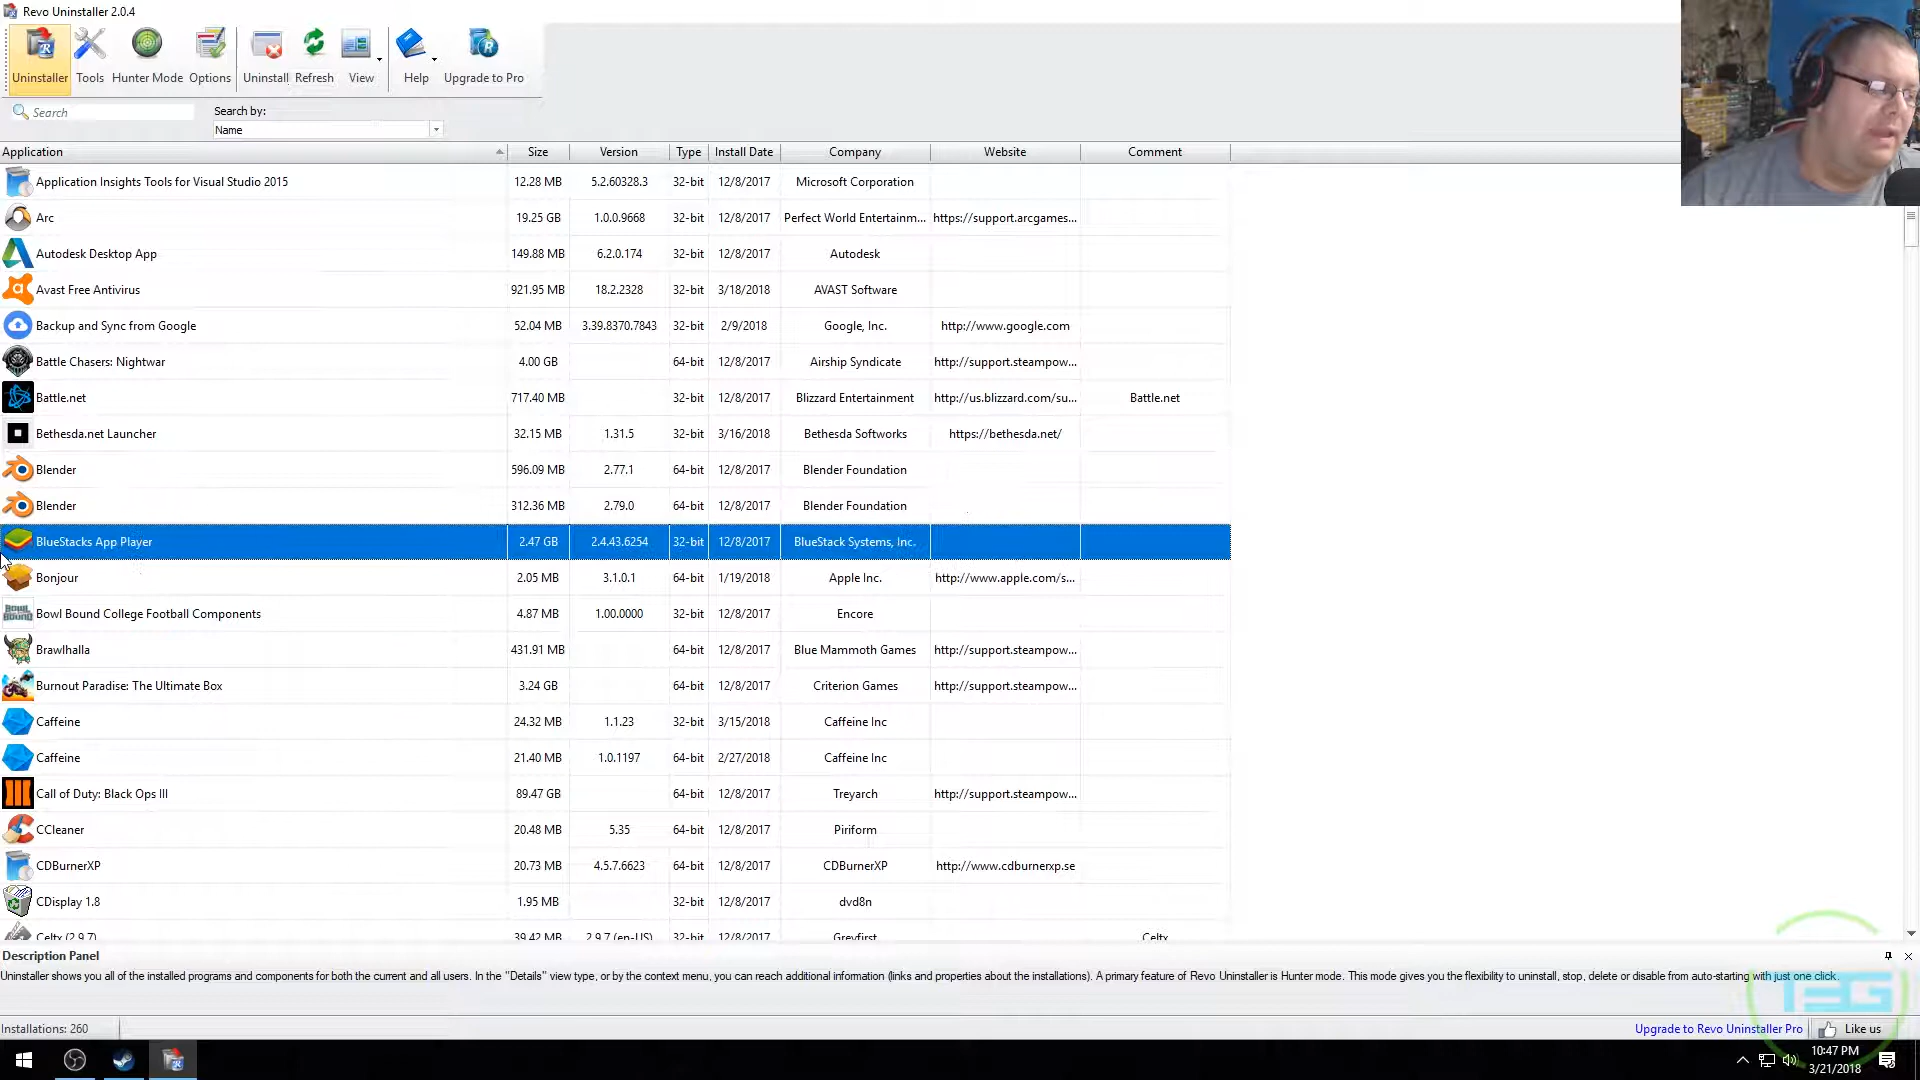 Revo Uninstaller 2.0.4
Uninstaller Tools Hunter Mode Options Uninstall Refresh View Help Upgrade to Pro
Search
Search by:
Name
Application Size Version Type Install Date Company Website Comment
Application Insights Tools for Visual Studio 2015 12.28 MB 5.2.60328.3 32-bit 12/8/2017 Microsoft Corporation
Arc 19.25 GB 1.0.0.9668 32-bit 12/8/2017 Perfect World Entertainm... https://support.arcgames...
Autodesk Desktop App 149.88 MB 6.2.0.174 32-bit 12/8/2017 Autodesk
Avast Free Antivirus 921.95 MB 18.2.2328 32-bit 3/18/2018 AVAST Software
Backup and Sync from Google 52.04 MB 3.39.8370.7843 32-bit 2/9/2018 Google, Inc. http://www.google.com
Battle Chasers: Nightwar 4.00 GB 64-bit 12/8/2017 Airship Syndicate http://support.steampow...
Battle.net 717.40 MB 32-bit 12/8/2017 Blizzard Entertainment http://us.blizzard.com/su... Battle.net
Bethesda.net Launcher 32.15 MB 1.31.5 32-bit 3/16/2018 Bethesda Softworks https://bethesda.net/
Blender 596.09 MB 2.77.1 64-bit 12/8/2017 Blender Foundation
Blender 312.36 MB 2.79.0 64-bit 12/8/2017 Blender Foundation
BlueStacks App Player 2.47 GB 2.4.43.6254 32-bit 12/8/2017 BlueStack Systems, Inc.
Bonjour 2.05 MB 3.1.0.1 64-bit 1/19/2018 Apple Inc. http://www.apple.com/s...
BOWL BOUND Bowl Bound College Football Components 4.87 MB 1.00.0000 32-bit 12/8/2017 Encore
Brawlhalla 431.91 MB 64-bit 12/8/2017 Blue Mammoth Games http://support.steampow...
Burnout Paradise: The Ultimate Box 3.24 GB 64-bit 12/8/2017 Criterion Games http://support.steampow...
Caffeine 24.32 MB 1.1.23 32-bit 3/15/2018 Caffeine Inc
Caffeine 21.40 MB 1.0.1197 64-bit 2/27/2018 Caffeine Inc
Call of Duty: Black Ops III 89.47 GB 64-bit 12/8/2017 Treyarch http://support.steampow...
CCleaner 20.48 MB 5.35 64-bit 12/8/2017 Piriform
CDBurnerXP 20.73 MB 4.5.7.6623 64-bit 12/8/2017 CDBurnerXP http://www.cdburnerxp.se
CDisplay 1.8 1.95 MB 32-bit 12/8/2017 dvd8n
Celtx (2.9.7) 39.42 MB 2.9.7 (en-US) 32-bit 12/8/2017 Greyfirst Celtx
Description Panel
Uninstaller shows you all of the installed programs and components for both the current and all users. In the "Details" view type, or by the context menu, you can reach additional information (links and properties about the installations). A primary feature of Revo Uninstaller is Hunter mode. This mode gives you the flexibility to uninstall, stop, delete or disable from auto-starting with just one click.
Installations: 260 Upgrade to Revo Uninstaller Pro Like us
10:47 PM
3/21/2018